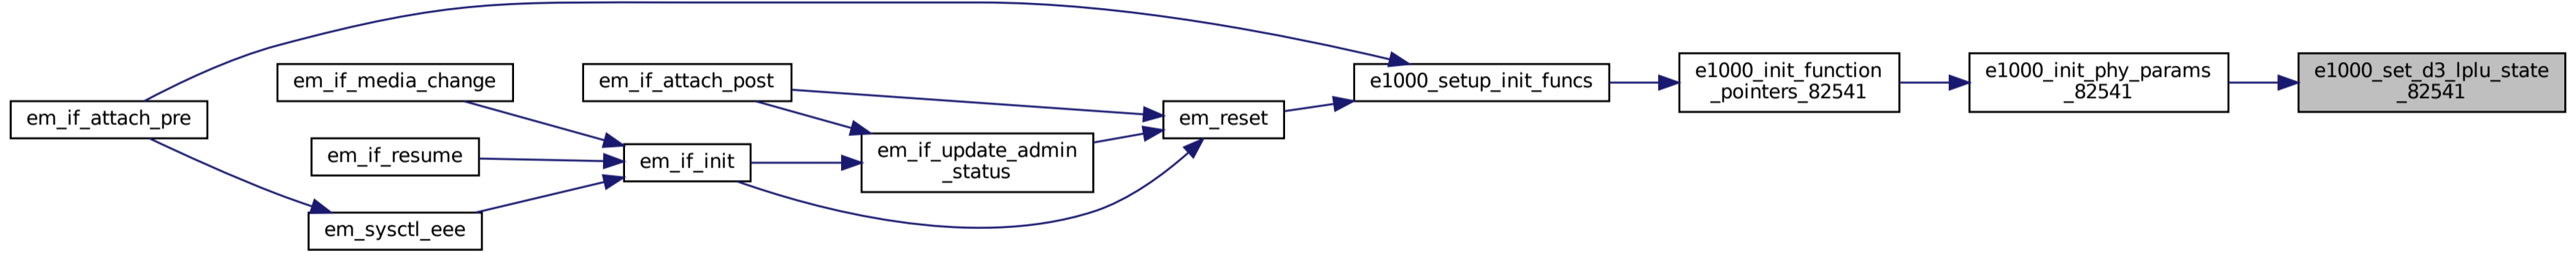 em_if_attach_pre
em_if_media_change
em_if_resume
em_sysctl_eee
em_if_attach_post
em_if_init
em_if_update_admin
_status
em_reset
e1000_setup_init_funcs
e1000_init_function
_pointers_82541
e1000_init_phy_params
_82541
e1000_set_d3_lplu_state
_82541